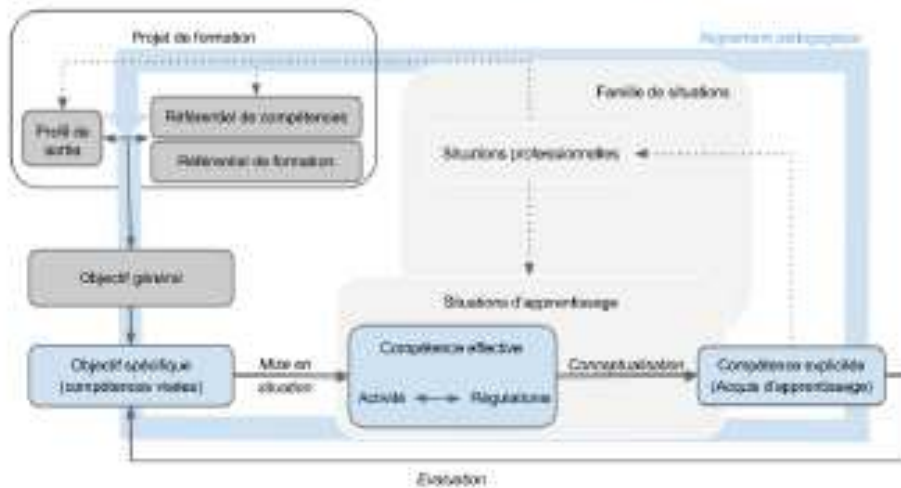 Projet de formation
Alignement pédagogique
Famille de situations
Référentiel de compétences
Profil de
sortie
Référentiel de formation
Situations professionnelles
Objectif général
Situations d'apprentissage
Compétence effective
Objectif spécifique
(compétences visées)
Mise en
situation
Activité
Régulations
Conceptualisation
Compétence explicitée
(Acquis d'apprentissage)
Evaluation